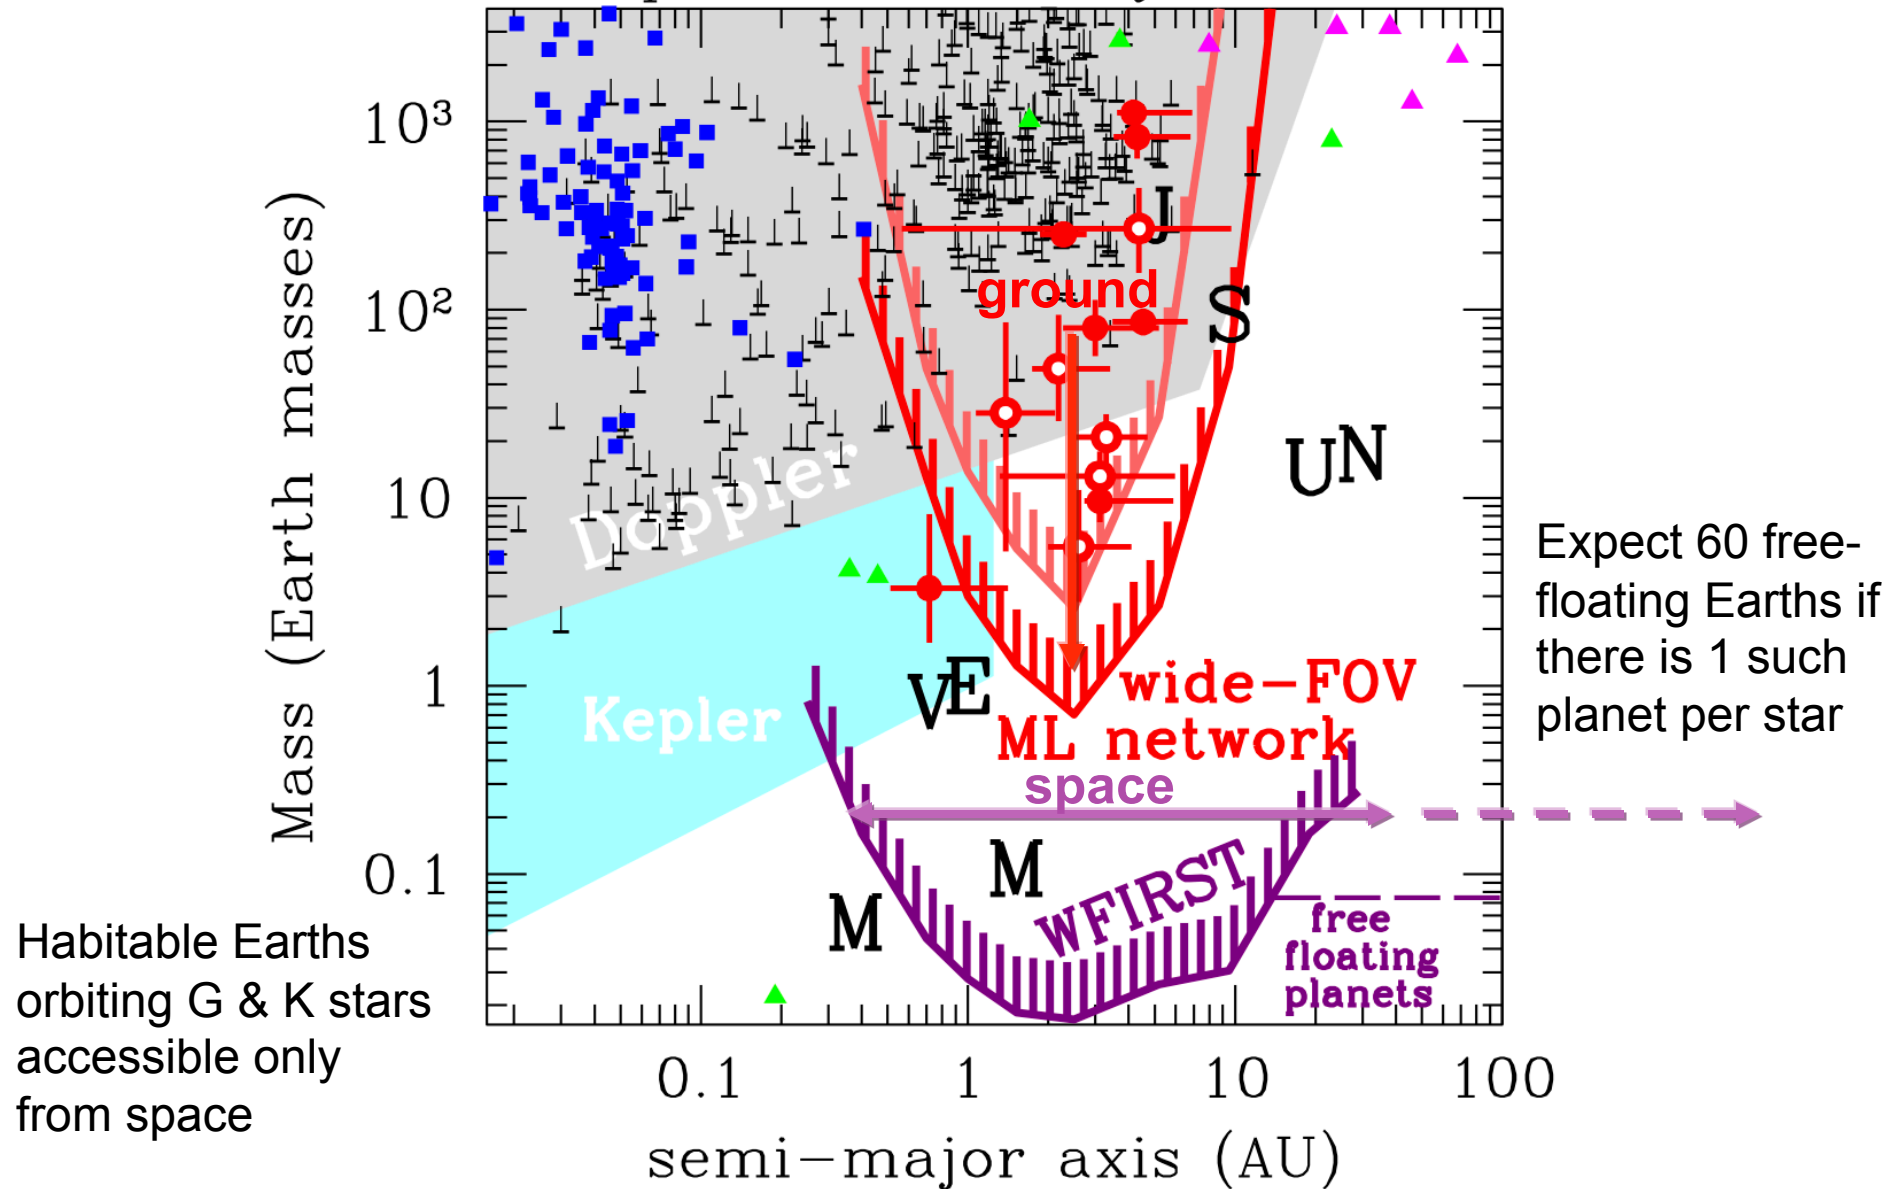 10³
10²
10
1
0.1
Mass (Earth masses)
J
ground
S
Doppler
UN
Expect 60 free-
floating Earths if
there is 1 such
planet per star
VE
Kepler
wide-FOV
ML network
space
M
M
WFIRST
free
floating
planets
Habitable Earths
orbiting G & K stars
accessible only
from space
0.1 1 10 100
semi-major axis (AU)